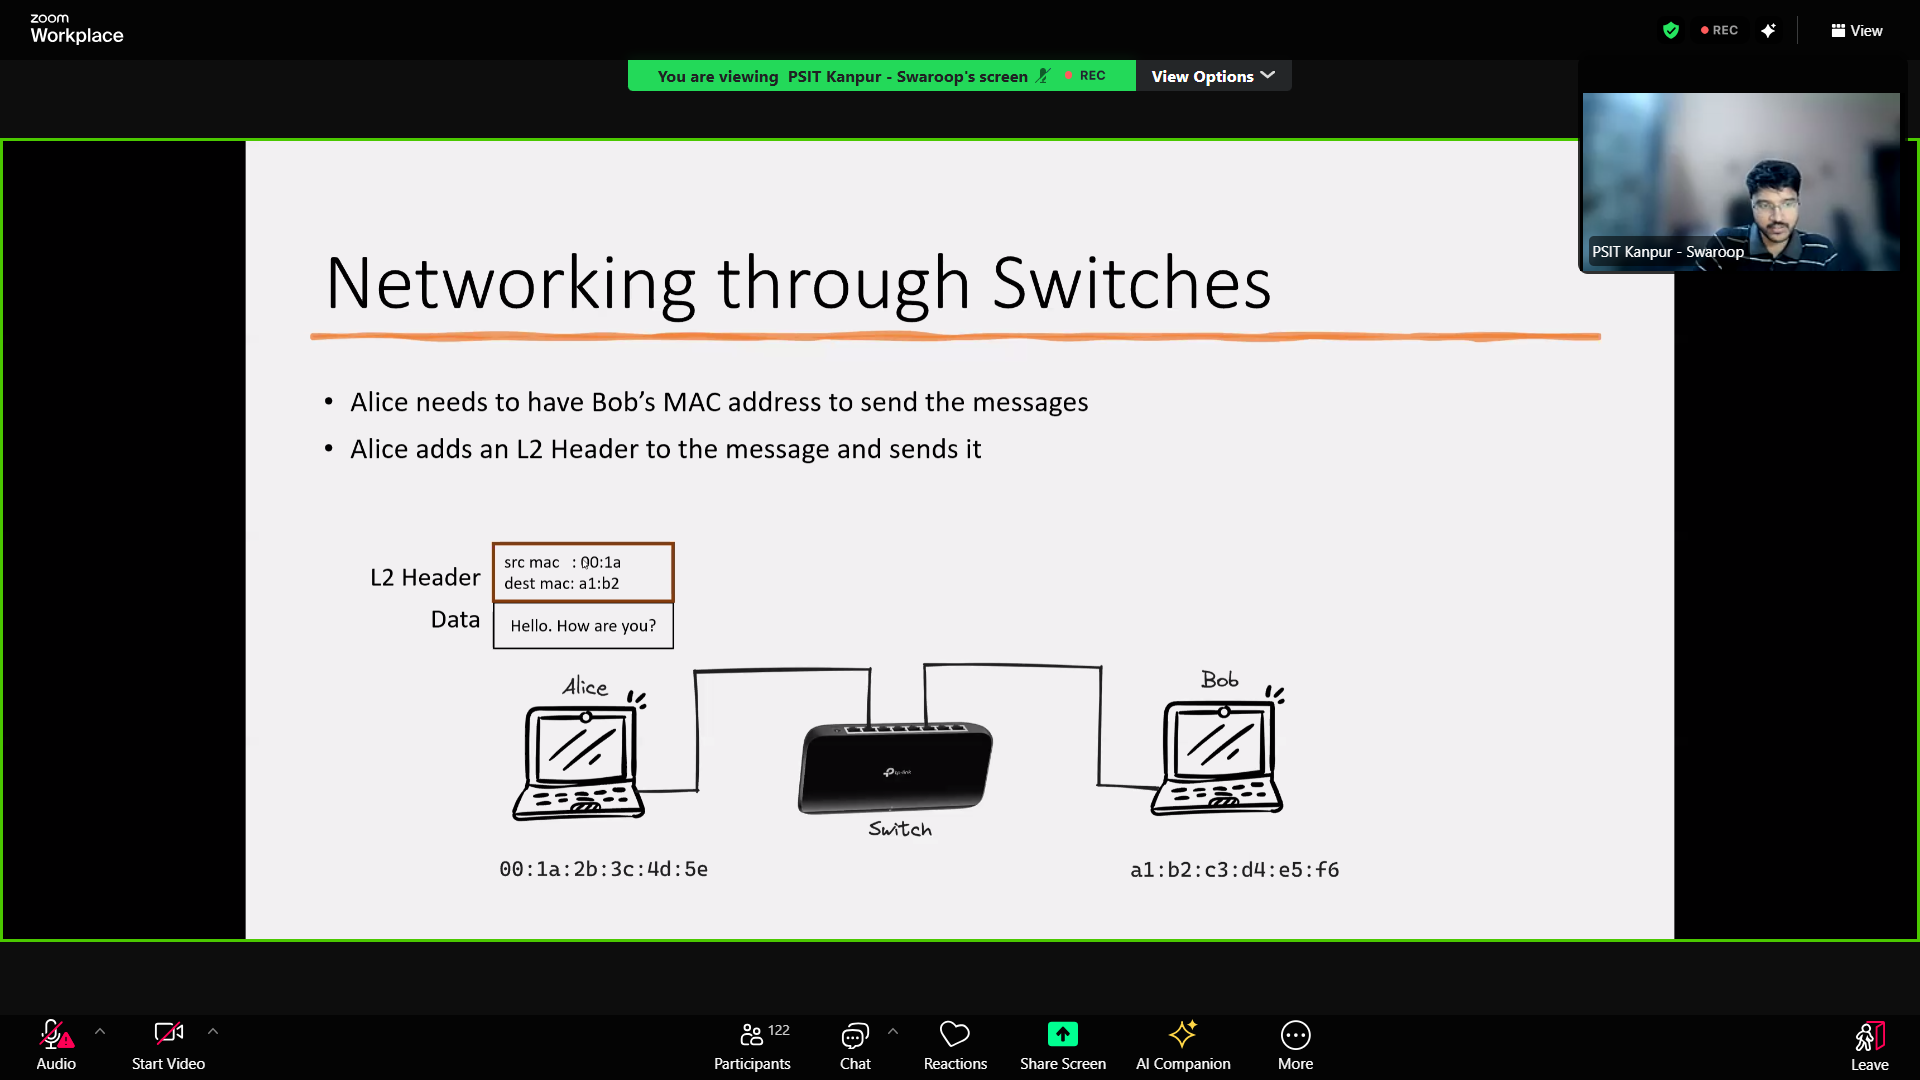 zoom
Workplace
REC
View
You are viewing PSIT Kanpur - Swaroop's screen
REC
View Options
PSIT Kanpur - Swaroop
Networking through Switches
• Alice needs to have Bob's MAC address to send the messages
• Alice adds an L2 Header to the message and sends it
L2 Header
src mac : 00:1a
dest mac: a1:b2
Data
Hello. How are you?
Alice
Bob
tp-link
Switch
00:1a:2b:3c:4d:5e
a1:b2:c3:d4:e5:f6
Audio
Start Video
Participants
122
Chat
Reactions
Share Screen
AI Companion
More
Leave